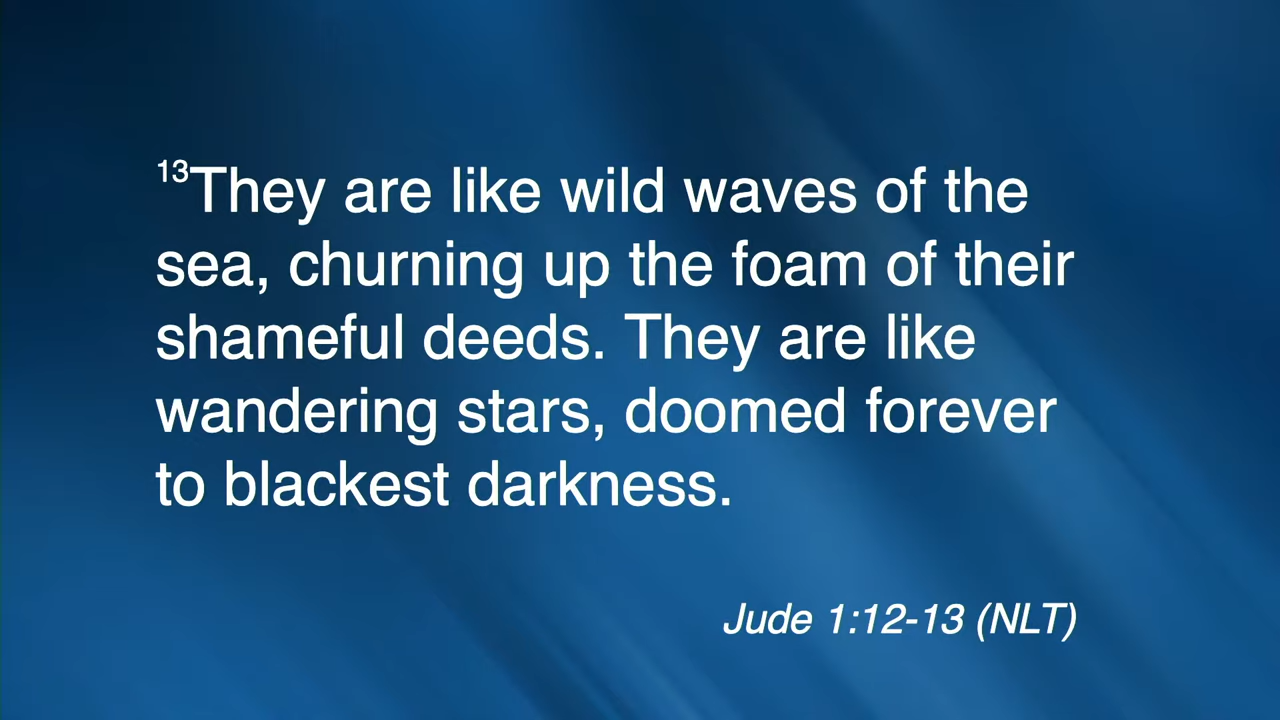 13They are like wild waves of the
sea, churning up the foam of their
shameful deeds. They are like
wandering stars, doomed forever
to blackest darkness.
Jude 1:12-13 (NLT)